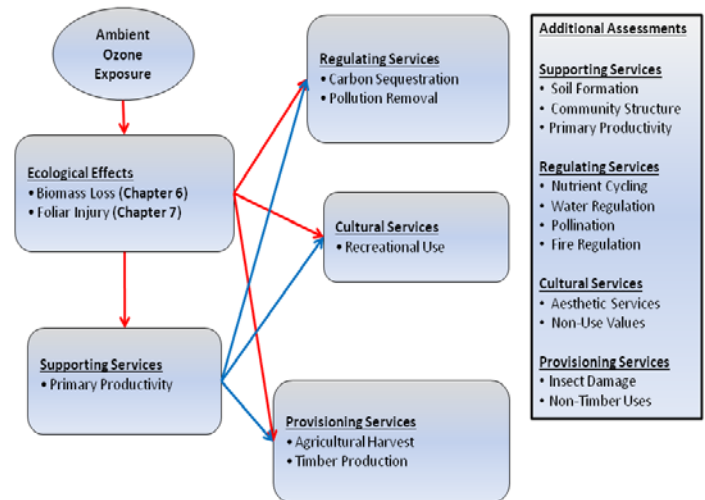 Ambient
Ozone
Exposure
Ecological Effects
• Biomass Loss (Chapter 6)
• Foliar Injury (Chapter 7)
Supporting Services
• Primary Productivity
Regulating Services
• Carbon Sequestration
• Pollution Removal
Cultural Services
• Recreational Use
Provisioning Services
• Agricultural Harvest
• Timber Production
Additional Assessments
Supporting Services
• Soil Formation
• Community Structure
• Primary Productivity
Regulating Services
• Nutrient Cycling
• Water Regulation
• Pollination
• Fire Regulation
Cultural Services
• Aesthetic Services
• Non-Use Values
Provisioning Services
• Insect Damage
• Non-Timber Uses